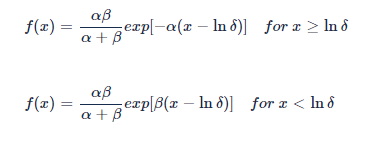 f(x) = αβ/(α + β) exp[−α(x − ln δ)] for x ≥ ln δ
f(x) = αβ/(α + β) exp[β(x − ln δ)] for x < ln δ